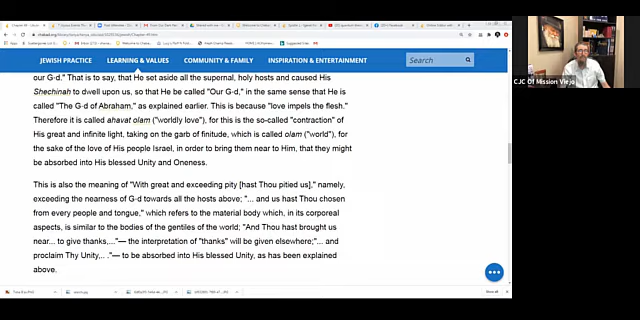 JEWISH PRACTICE LEARNING & VALUES COMMUNITY & FAMILY INSPIRATION & ENTERTAINMENT Search
our G-d." That is to say, that He set aside all the supernal, holy hosts and caused His
Shechinah to dwell upon us, so that He be called "Our G-d," in the same sense that He is
called "The G-d of Abraham," as explained earlier. This is because "love impels the flesh."
Therefore it is called ahavat olam ("worldly love"), for this is the so-called "contraction" of
His great and infinite light, taking on the garb of finitude, which is called olam ("world"), for
the sake of the love of His people Israel, in order to bring them near to Him, that they might
be absorbed into His blessed Unity and Oneness.
This is also the meaning of "With great and exceeding pity [hast Thou pitied us]," namely,
exceeding the nearness of G-d towards all the hosts above; "... and us hast Thou chosen
from every people and tongue," which refers to the material body which, in its corporeal
aspects, is similar to the bodies of the gentiles of the world; "And Thou hast brought us
near... to give thanks,..."— the interpretation of "thanks" will be given elsewhere;"... and
proclaim Thy Unity,.. ."— to be absorbed into His blessed Unity, as has been explained
above.
CJC Of Mission Viejo
Show all